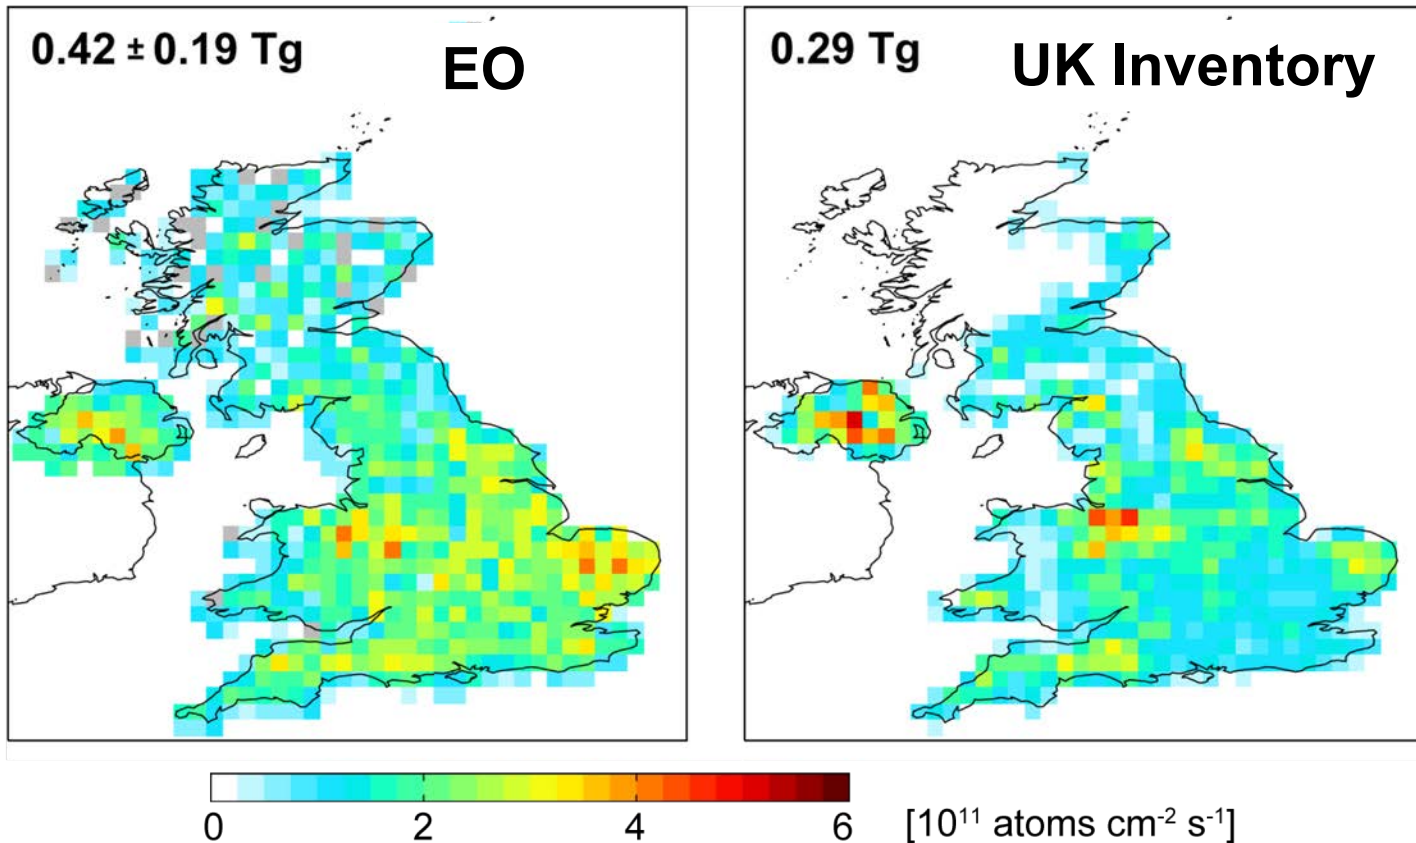 0.42 ± 0.19 Tg
EO
0.29 Tg
UK Inventory
0 2 4 6 [10¹¹ atoms cm⁻² s⁻¹]